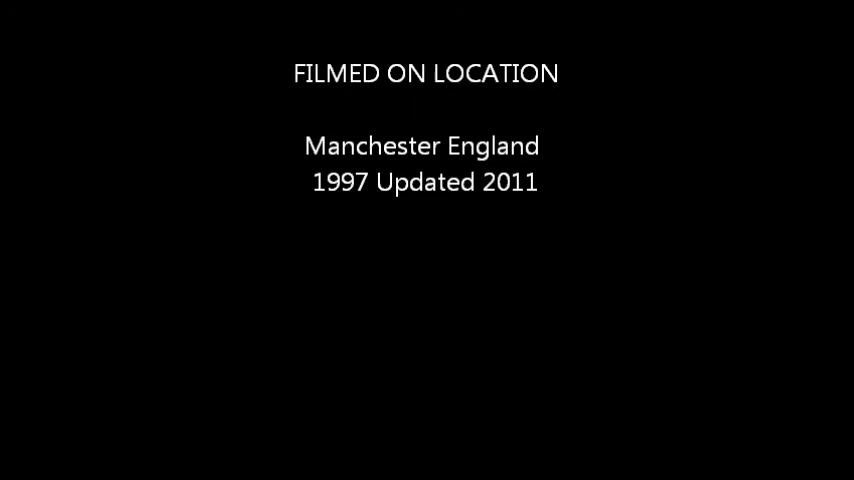 FILMED ON LOCATION
Manchester England
1997 Updated 2011